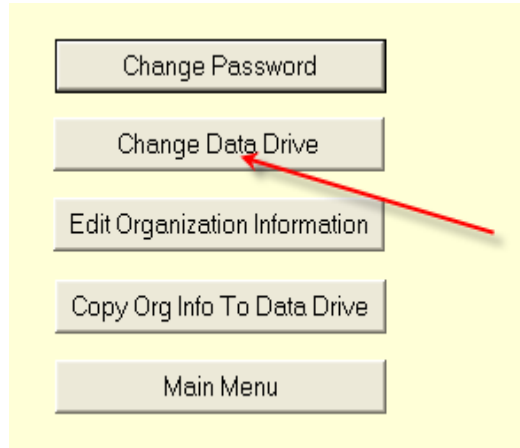 Change Password
Change Data Drive
Edit Organization Information
Copy Org Info To Data Drive
Main Menu